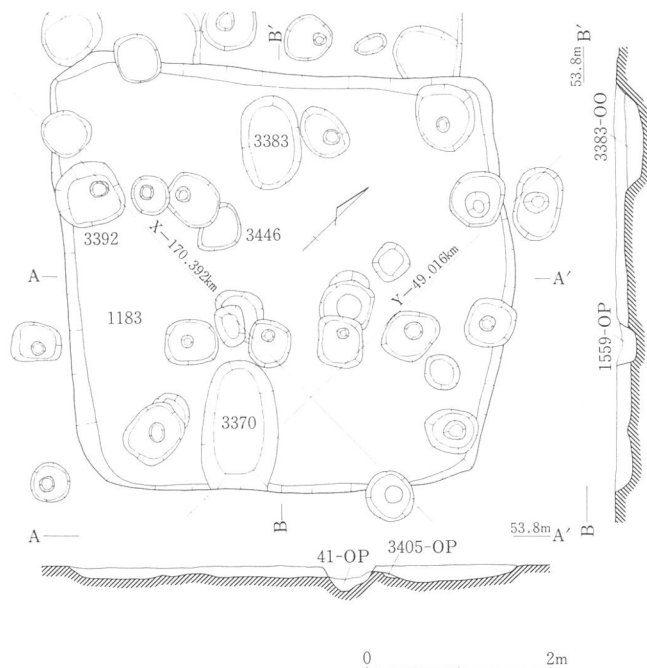 B′
B′
53.8m
3383
3383-OO
3392
3446
X-170.392km
Y-49.016km
A
A′
1183
1559-OP
3370
B
B
A
53.8m
A′
41-OP
3405-OP
0
2m